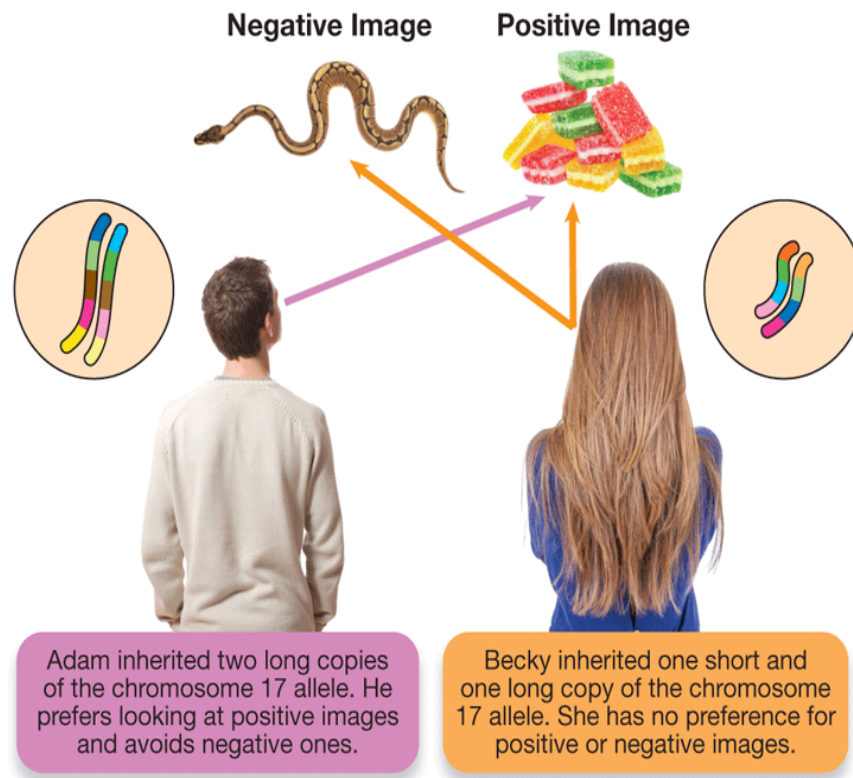 Negative Image
Positive Image
Adam inherited two long copies
of the chromosome 17 allele. He
prefers looking at positive images
and avoids negative ones.
Becky inherited one short and
one long copy of the chromosome
17 allele. She has no preference for
positive or negative images.